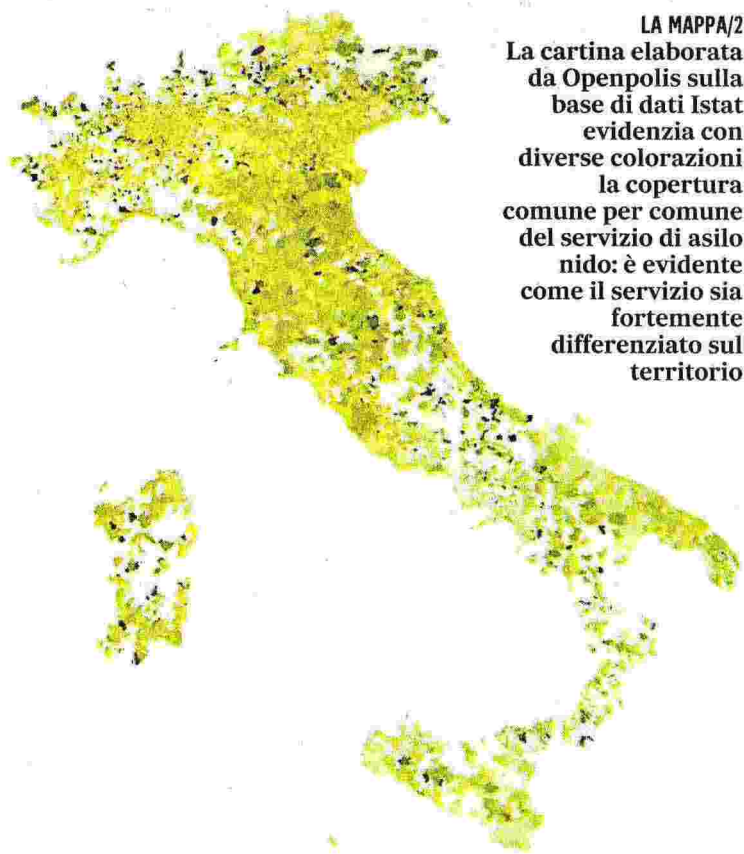 LA MAPPA/2
La cartina elaborata
da Openpolis sulla
base di dati Istat
evidenzia con
diverse colorazioni
la copertura
comune per comune
del servizio di asilo
nido: è evidente
come il servizio sia
fortemente
differenziato sul
territorio